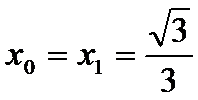 x₀ = x₁ = √3/3